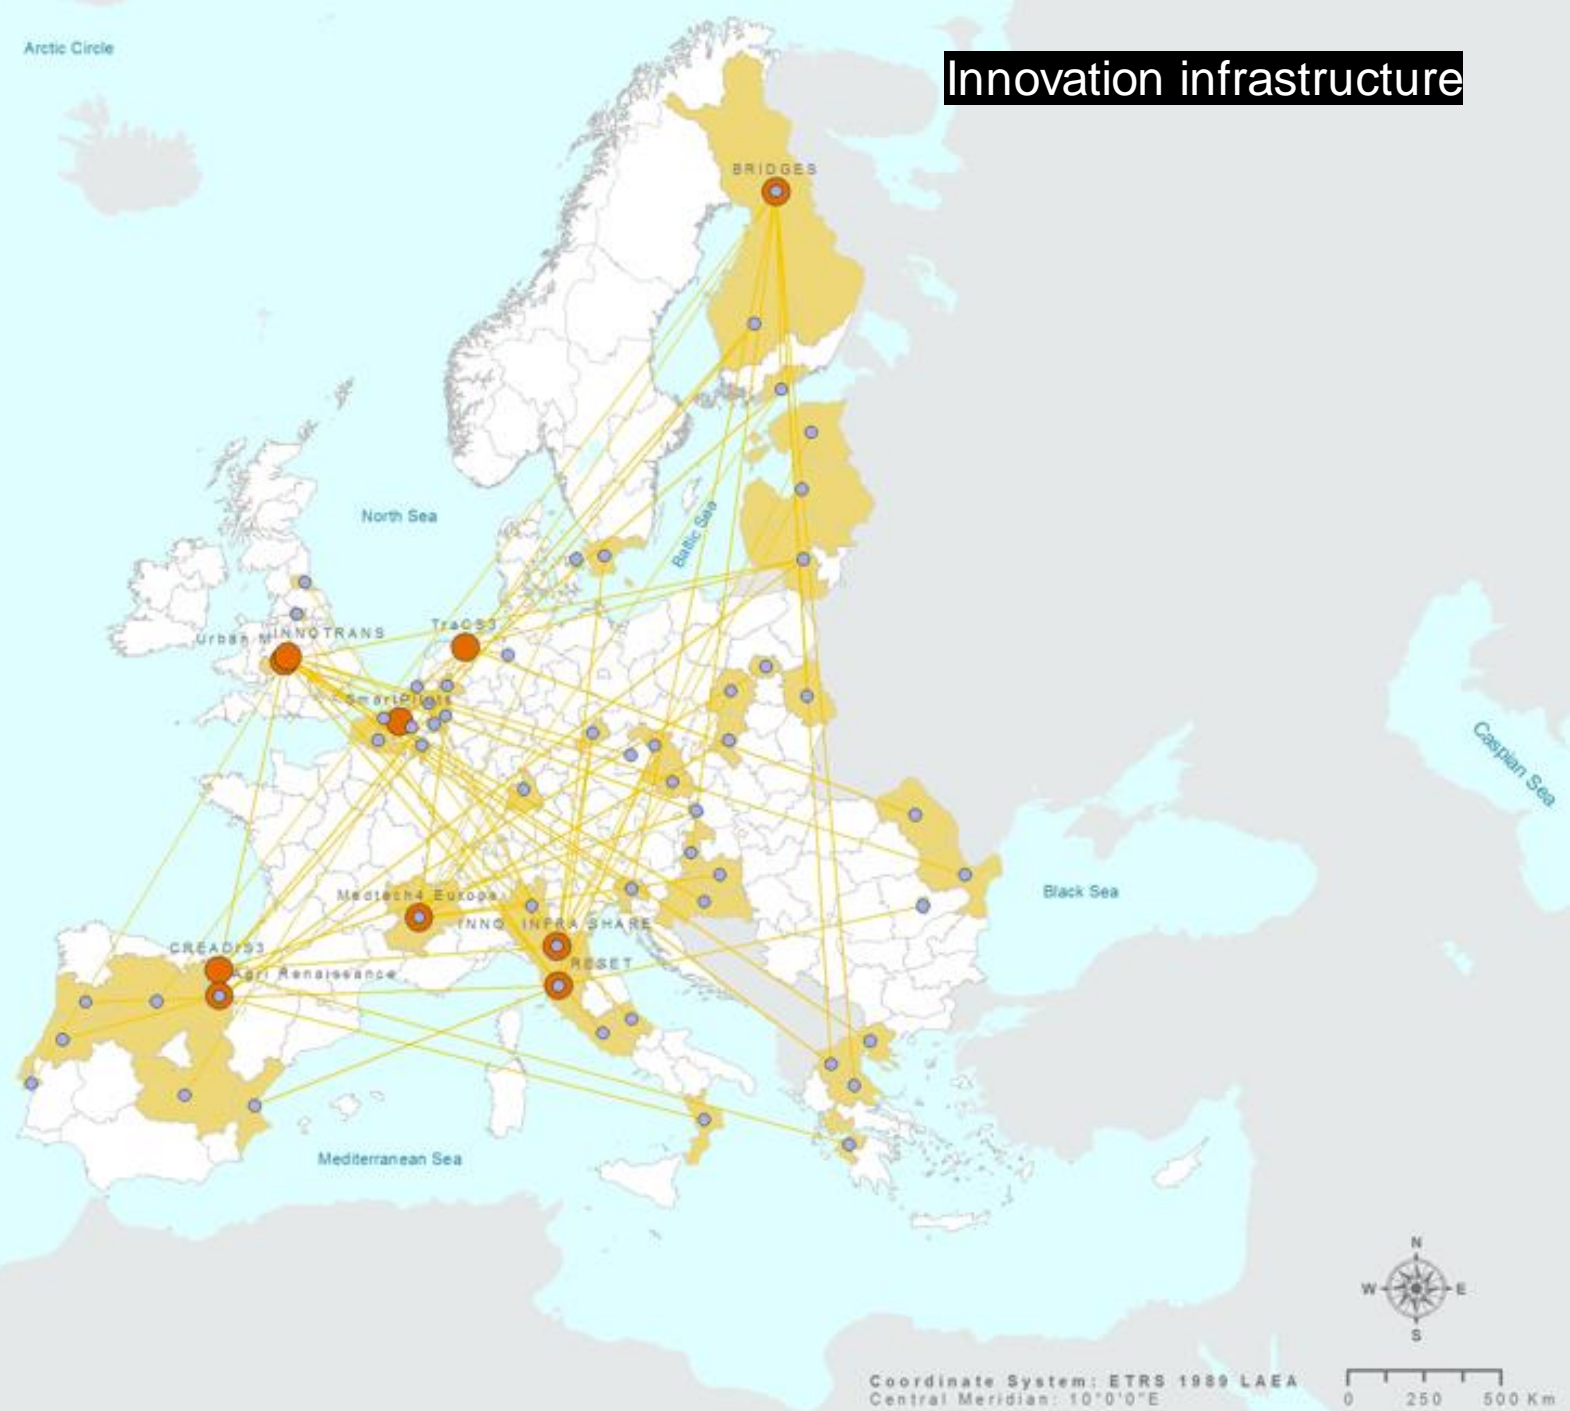 Arctic Circle
Innovation infrastructure
BRIDGES
North Sea
Baltic Sea
Urban M
INNOTRANS
TraCS3
SmartPilots
Caspian Sea
Medtech4 Europe
Black Sea
INNO INFRA SHARE
CREADIS3
RESET
Agri Renaissance
Mediterranean Sea
N
W E
S
Coordinate System: ETRS 1989 LAEA
Central Meridian: 10°0'0"E
0 250 500 Km